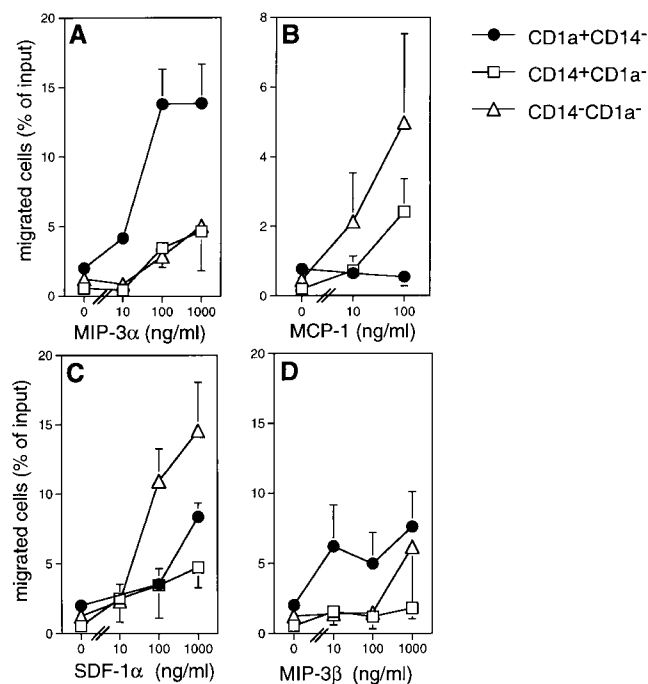 A
migrated cells (% of input)
20
15
10
5
0
0 10 100 1000
MIP-3α (ng/ml)
B
8
6
4
2
0
0 10 100
MCP-1 (ng/ml)
CD1a+CD14-
CD14+CD1a-
CD14-CD1a-
C
migrated cells (% of input)
20
15
10
5
0
0 10 100 1000
SDF-1α (ng/ml)
D
20
15
10
5
0
0 10 100 1000
MIP-3β (ng/ml)